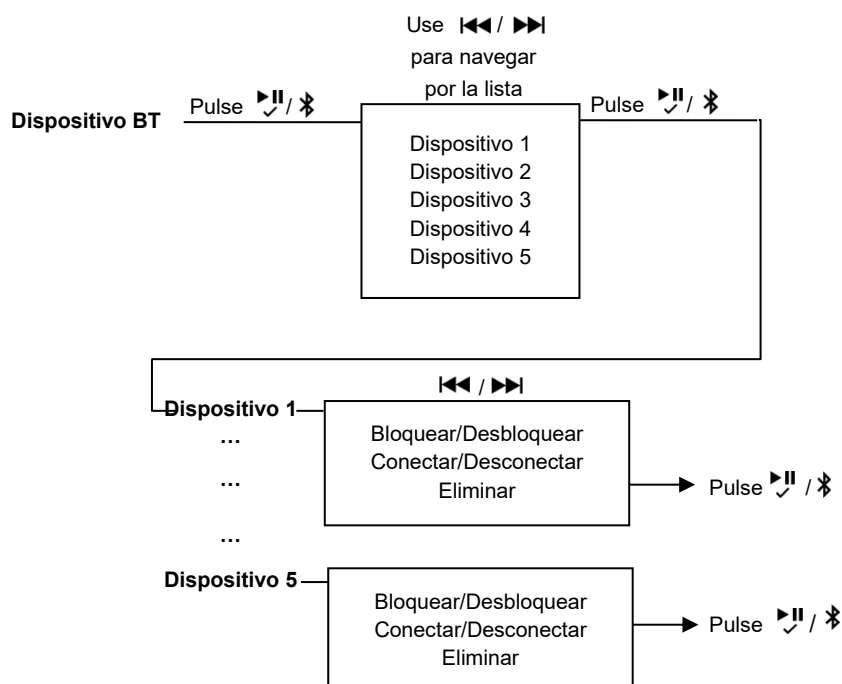 Use ⏮ / ⏭
para navegar
por la lista
Dispositivo BT
Pulse ⏯ / 
Pulse ⏯ / 
Dispositivo 1
Dispositivo 2
Dispositivo 3
Dispositivo 4
Dispositivo 5
⏮ / ⏭
Dispositivo 1
…
…
…
Bloquear/Desbloquear
Conectar/Desconectar
Eliminar
Pulse ⏯ / 
Dispositivo 5
Bloquear/Desbloquear
Conectar/Desconectar
Eliminar
Pulse ⏯ /